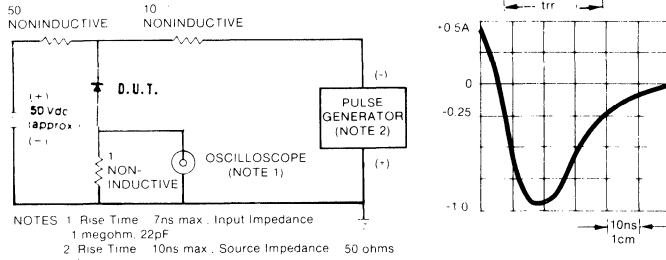 50
NONINDUCTIVE
10
NONINDUCTIVE
(+)
50 Vdc
(approx.)
(-)
D.U.T.
1
NON-
INDUCTIVE
OSCILLOSCOPE
(NOTE 1)
(-)
PULSE
GENERATOR
(NOTE 2)
(+)
NOTES 1 Rise Time 7ns max. Input Impedance
1 megohm, 22pF
2 Rise Time 10ns max. Source Impedance 50 ohms
trr
+0.5A
0
-0.25
-1.0
10ns
1cm